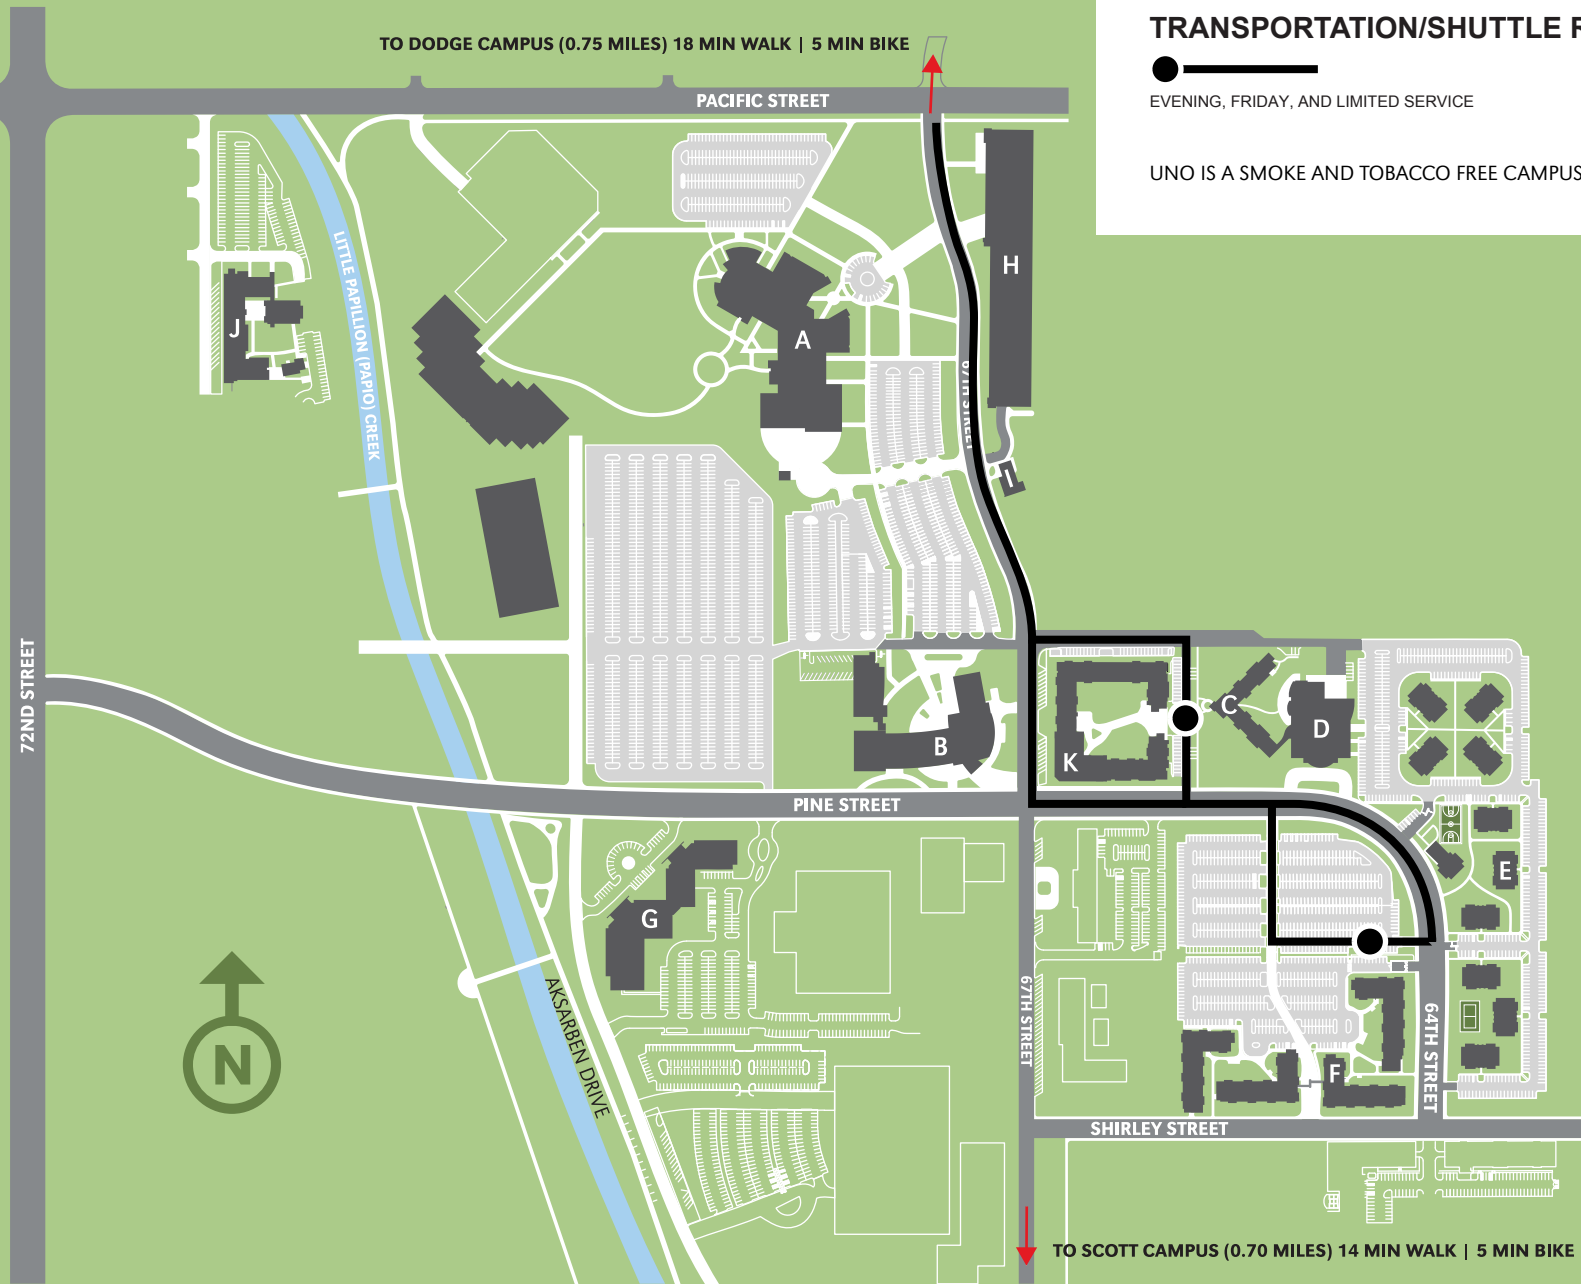 TRANSPORTATION/SHUTTLE R
TO DODGE CAMPUS (0.75 MILES) 18 MIN WALK | 5 MIN BIKE
EVENING, FRIDAY, AND LIMITED SERVICE
PACIFIC STREET
UNO IS A SMOKE AND TOBACCO FREE CAMPUS
H
LITTLE PAPILLION (PAPIO) CREEK
J
A
67TH STREET
I
72ND STREET
C
D
B
K
PINE STREET
E
G
AKSARBEN DRIVE
67TH STREET
64TH STREET
N
F
SHIRLEY STREET
TO SCOTT CAMPUS (0.70 MILES) 14 MIN WALK | 5 MIN BIKE